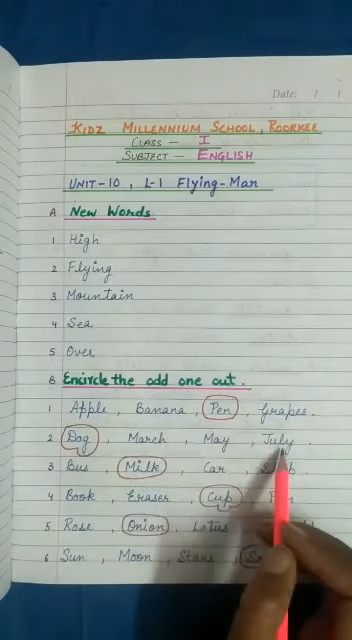 Date: / /
KIDZ MILLENNIUM SCHOOL, ROORKEE
CLASS - I
SUBJECT - ENGLISH
UNIT-10, L-1 Flying-Man
A New Words
1 High
2 Flying
3 Mountain
4 Sea
5 Over
B Encircle the odd one out.
1 Apple, Banana, Pen, Grapes.
2 Dog, March, May, July.
3 Bus, Milk, Car,
4 Book, Eraser, Cup,
5 Rose, Onion, Lotus
6 Sun, Moon, Stars,